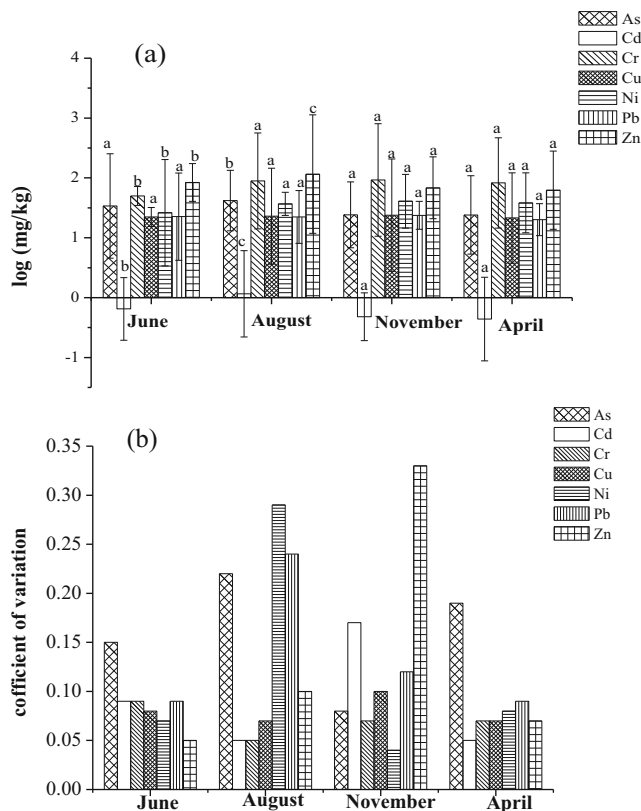 (a)
As
Cd
Cr
Cu
Ni
Pb
Zn
log (mg/kg)
4
3
2
1
0
-1
a b b a b a b
b a c a a a c
a a a a a a a
a a a a a a a
June August November April
(b)
As
Cd
Cr
Cu
Ni
Pb
Zn
cofficient of variation
0.35
0.30
0.25
0.20
0.15
0.10
0.05
0.00
June August November April